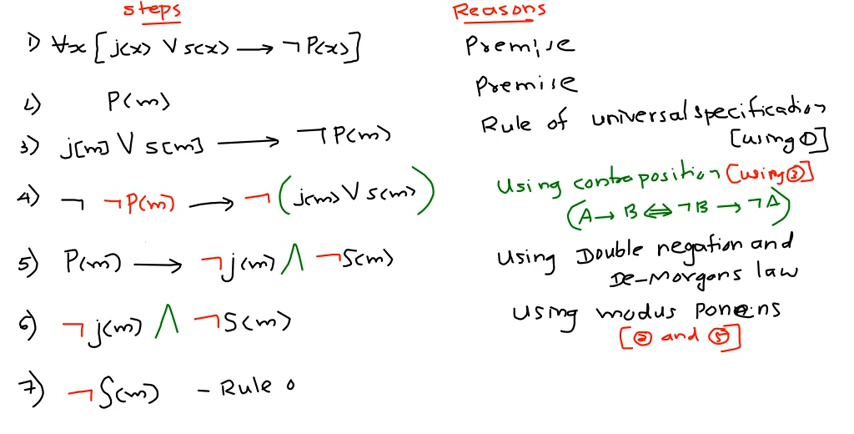 steps Reasons
1) ∀x [j(x) ∨ s(x) → ¬P(x)] Premise
2) P(m) Premise
3) j[m] ∨ s[m] → ¬P(m) Rule of universal specification [using ①]
4) ¬ ¬P(m) → ¬(j(m) ∨ s(m)) Using contraposition [using ③]
(A → B ⇔ ¬B → ¬A)
5) P(m) → ¬j(m) ∧ ¬s(m) Using Double negation and
De-Morgans law
6) ¬j(m) ∧ ¬s(m) Using modus ponens
[② and ⑤]
7) ¬S(m) - Rule o